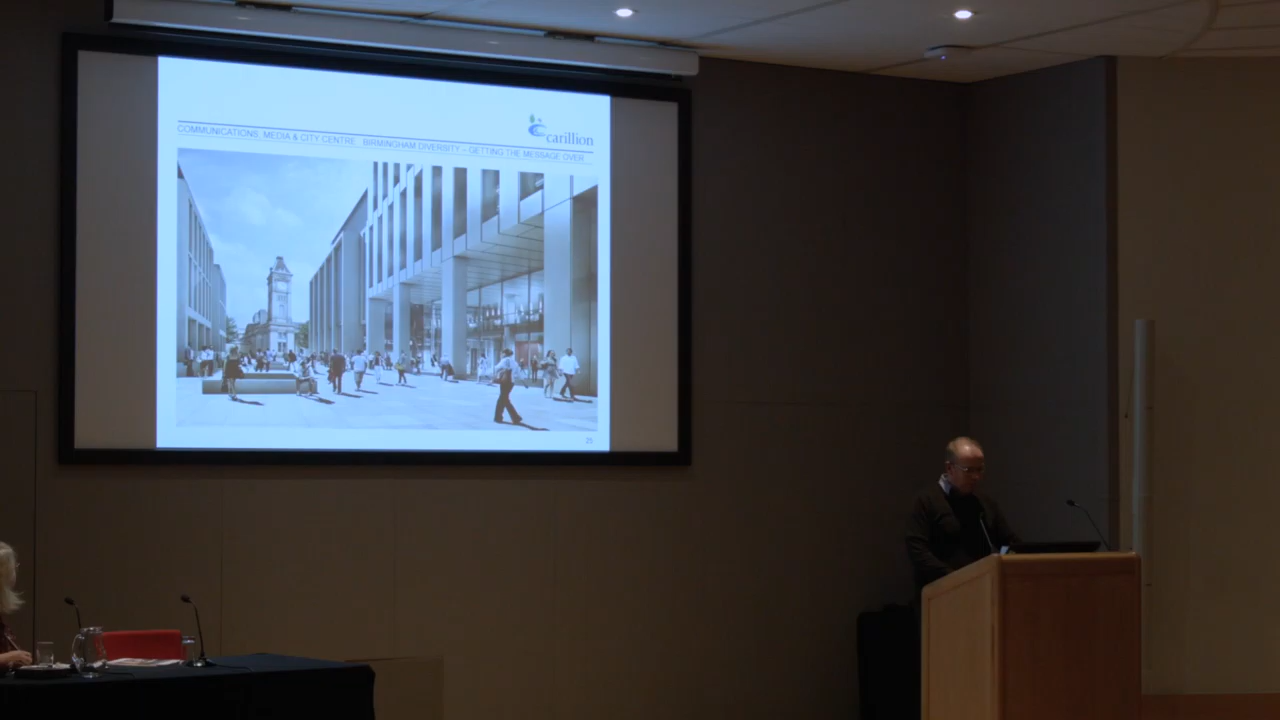 carillion
COMMUNICATIONS, MEDIA & CITY CENTRE: BIRMINGHAM DIVERSITY – GETTING THE MESSAGE OVER
25